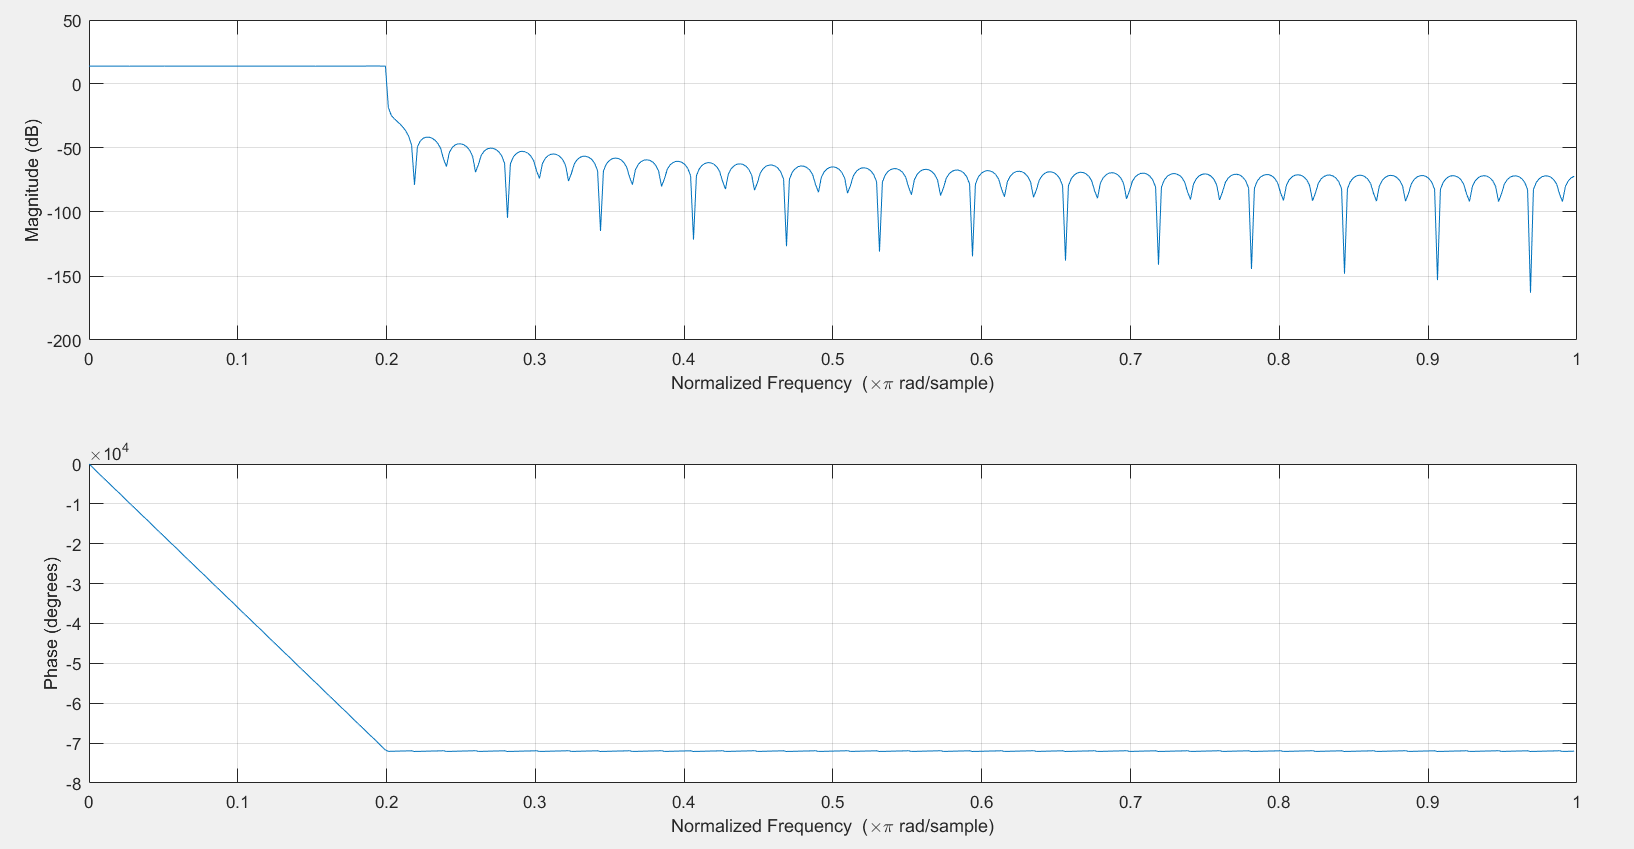 50
0
-50
-100
-150
-200
Magnitude (dB)
0 0.1 0.2 0.3 0.4 0.5 0.6 0.7 0.8 0.9 1
Normalized Frequency (×π rad/sample)
×10⁴
0
-1
-2
-3
-4
-5
-6
-7
-8
Phase (degrees)
0 0.1 0.2 0.3 0.4 0.5 0.6 0.7 0.8 0.9 1
Normalized Frequency (×π rad/sample)